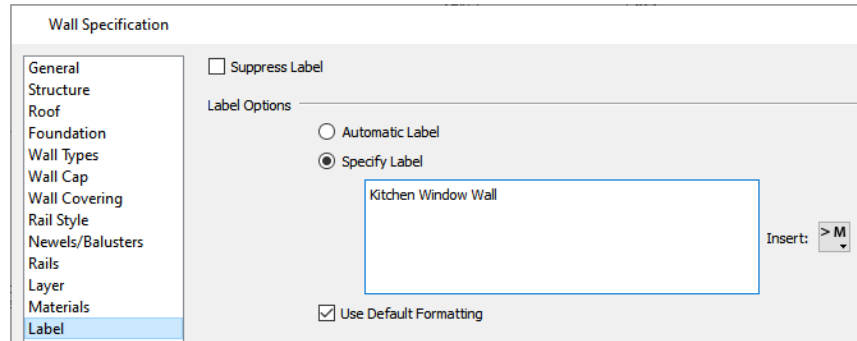 Wall Specification
General
Structure
Roof
Foundation
Wall Types
Wall Cap
Wall Covering
Rail Style
Newels/Balusters
Rails
Layer
Materials
Label
Suppress Label
Label Options
Automatic Label
Specify Label
Kitchen Window Wall
Insert: > M
Use Default Formatting